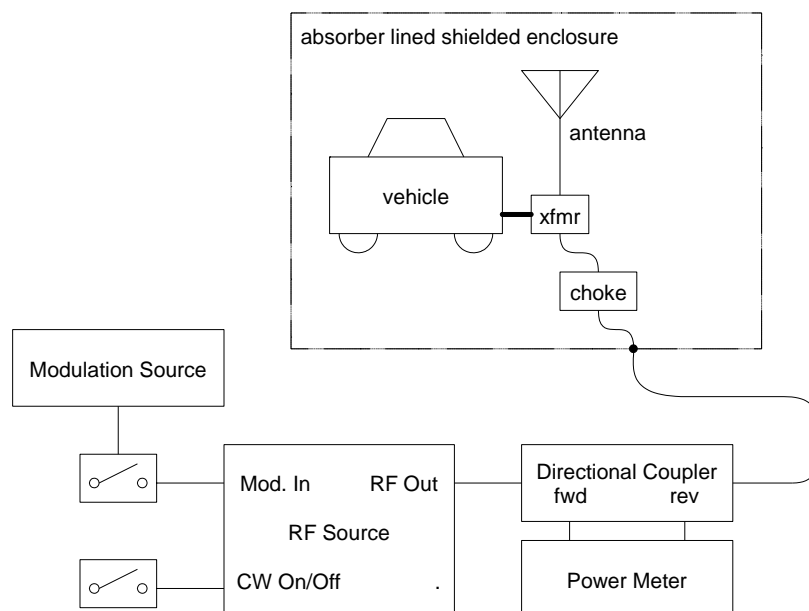 absorber lined shielded enclosure
antenna
vehicle
xfmr
choke
Modulation Source
Mod. In RF Out
RF Source
CW On/Off .
Directional Coupler
fwd rev
Power Meter